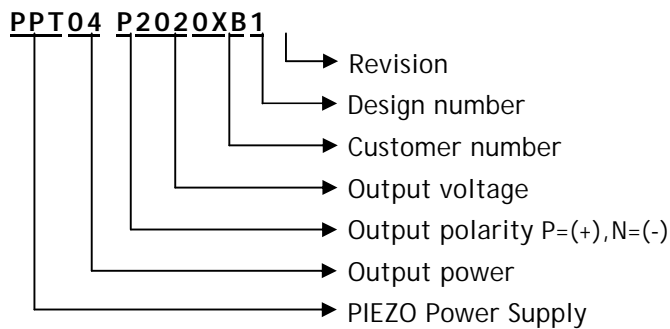 PPT04 P2020XB1
Revision
Design number
Customer number
Output voltage
Output polarity P=(+),N=(-)
Output power
PIEZO Power Supply